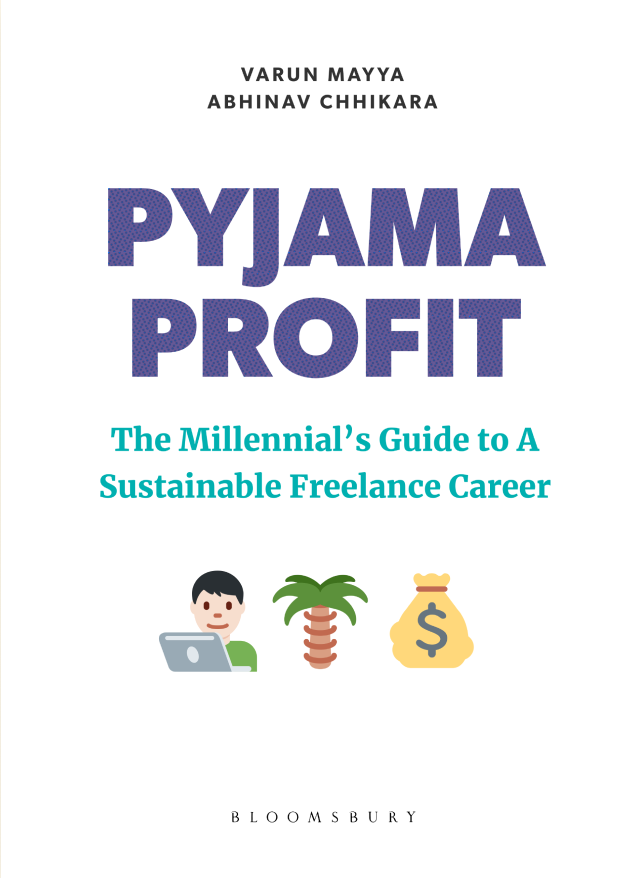 VARUN MAYYA
ABHINAV CHHIKARA
PYJAMA
PROFIT
The Millennial’s Guide to A
Sustainable Freelance Career
$
BLOOMSBURY